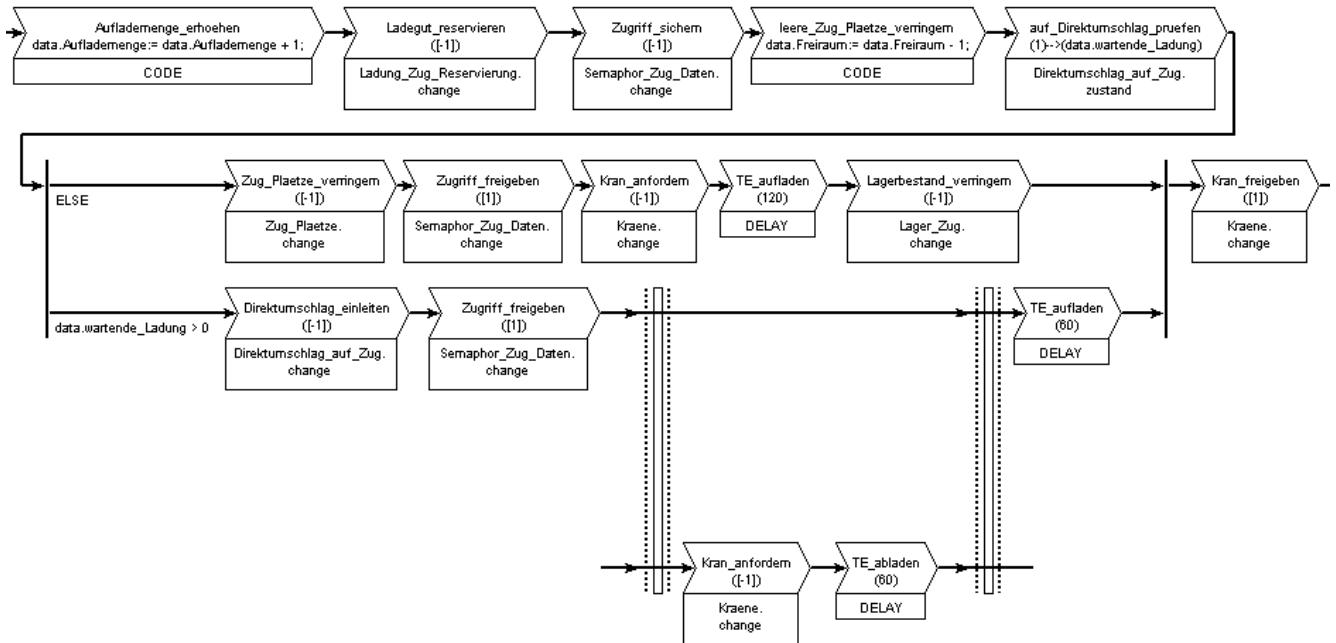 Auflademenge_erhoehen
data.Auflademenge:= data.Auflademenge + 1;
CODE
Ladegut_reservieren
([-1])
Ladung_Zug_Reservierung.
change
Zugriff_sichern
([-1])
Semaphor_Zug_Daten.
change
leere_Zug_Plaetze_verringern
data.Freiraum:= data.Freiraum - 1;
CODE
auf_Direktumschlag_pruefen
(1)-->(data.wartende_Ladung)
Direktumschlag_auf_Zug.
zustand
ELSE
Zug_Plaetze_verringern
([-1])
Zug_Plaetze.
change
Zugriff_freigeben
([1])
Semaphor_Zug_Daten.
change
Kran_anfordern
([-1])
Kraene.
change
TE_aufladen
(120)
DELAY
Lagerbestand_verringern
([-1])
Lager_Zug.
change
Kran_freigeben
([1])
Kraene.
change
data.wartende_Ladung > 0
Direktumschlag_einleiten
([-1])
Direktumschlag_auf_Zug.
change
Zugriff_freigeben
([1])
Semaphor_Zug_Daten.
change
TE_aufladen
(60)
DELAY
Kran_anfordern
([-1])
Kraene.
change
TE_abladen
(60)
DELAY